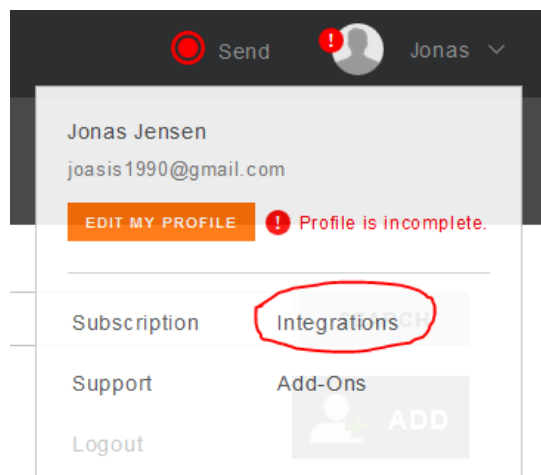 Send
! Jonas
Jonas Jensen
joasis1990@gmail.com
EDIT MY PROFILE ! Profile is incomplete.
SEARCH
Subscription Integrations
Support Add-Ons
ADD
Logout